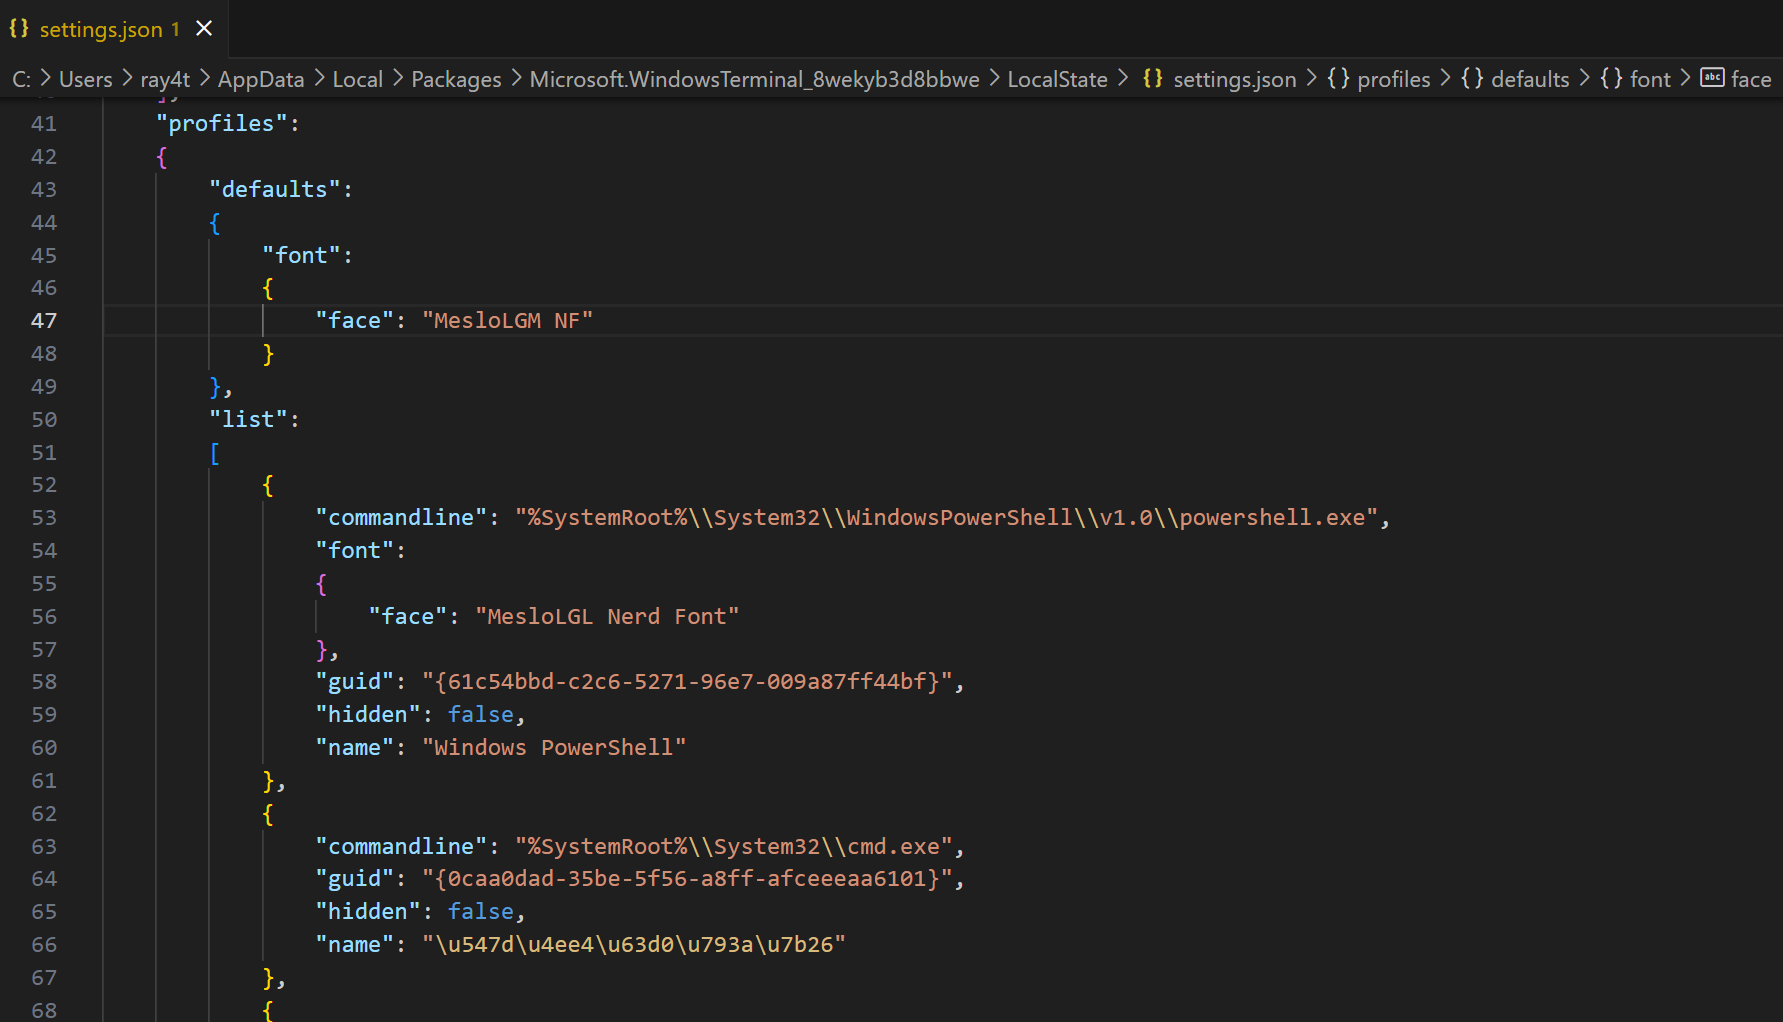 settings.json 1
C: > Users > ray4t > AppData > Local > Packages > Microsoft.WindowsTerminal_8wekyb3d8bbwe > LocalState > {} settings.json > {} profiles > {} defaults > {} font > abc face
41 "profiles":
42 {
43 "defaults":
44 {
45 "font":
46 {
47 "face": "MesloLGM NF"
48 }
49 },
50 "list":
51 [
52 {
53 "commandline": "%SystemRoot%\\System32\\WindowsPowerShell\\v1.0\\powershell.exe",
54 "font":
55 {
56 "face": "MesloLGL Nerd Font"
57 },
58 "guid": "{61c54bbd-c2c6-5271-96e7-009a87ff44bf}",
59 "hidden": false,
60 "name": "Windows PowerShell"
61 },
62 {
63 "commandline": "%SystemRoot%\\System32\\cmd.exe",
64 "guid": "{0caa0dad-35be-5f56-a8ff-afceeeaa6101}",
65 "hidden": false,
66 "name": "\u547d\u4ee4\u63d0\u793a\u7b26"
67 },
68 {